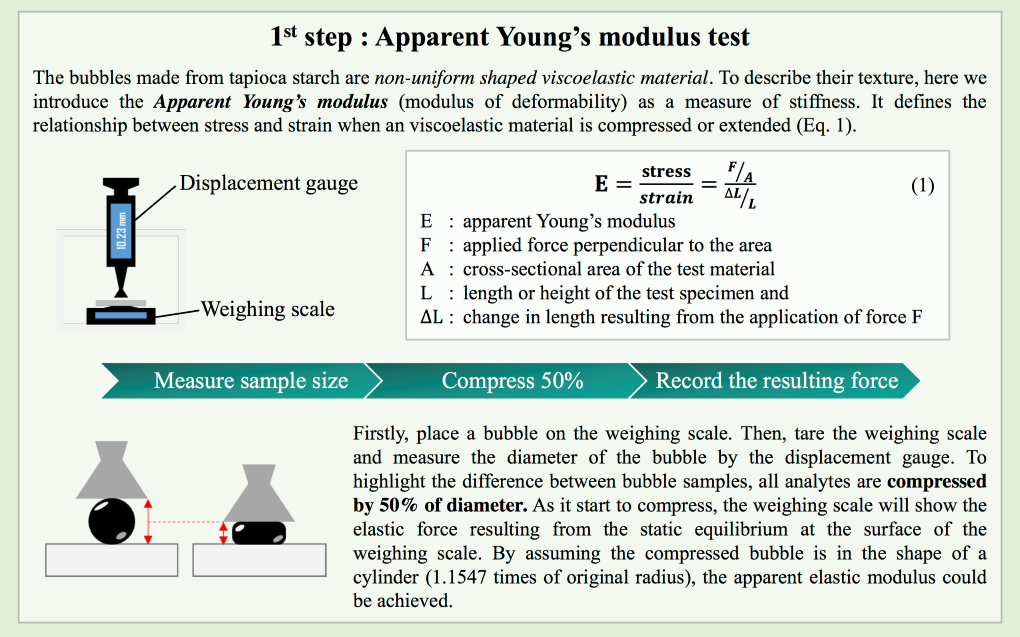 1st step : Apparent Young's modulus test
The bubbles made from tapioca starch are non-uniform shaped viscoelastic material. To describe their texture, here we
introduce the Apparent Young's modulus (modulus of deformability) as a measure of stiffness. It defines the
relationship between stress and strain when an viscoelastic material is compressed or extended (Eq. 1).
Displacement gauge
10.23 mm
Weighing scale
E = stress/strain = F/A / ΔL/L (1)
E : apparent Young's modulus
F : applied force perpendicular to the area
A : cross-sectional area of the test material
L : length or height of the test specimen and
ΔL : change in length resulting from the application of force F
Measure sample size
Compress 50%
Record the resulting force
Firstly, place a bubble on the weighing scale. Then, tare the weighing scale
and measure the diameter of the bubble by the displacement gauge. To
highlight the difference between bubble samples, all analytes are compressed
by 50% of diameter. As it start to compress, the weighing scale will show the
elastic force resulting from the static equilibrium at the surface of the
weighing scale. By assuming the compressed bubble is in the shape of a
cylinder (1.1547 times of original radius), the apparent elastic modulus could
be achieved.